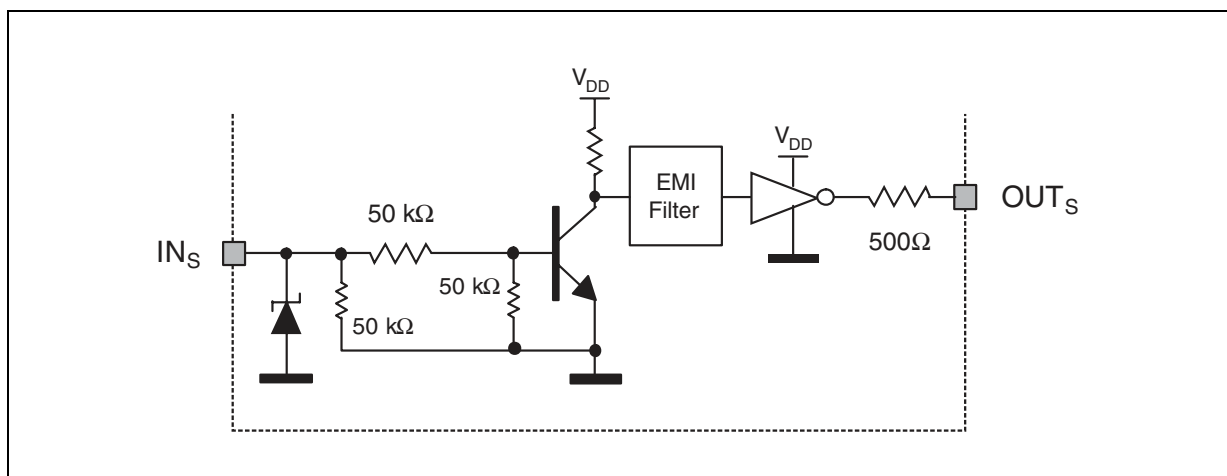 V_DD
V_DD
EMI
Filter
50 kΩ
OUT_S
IN_S
500Ω
50 kΩ
50 kΩ